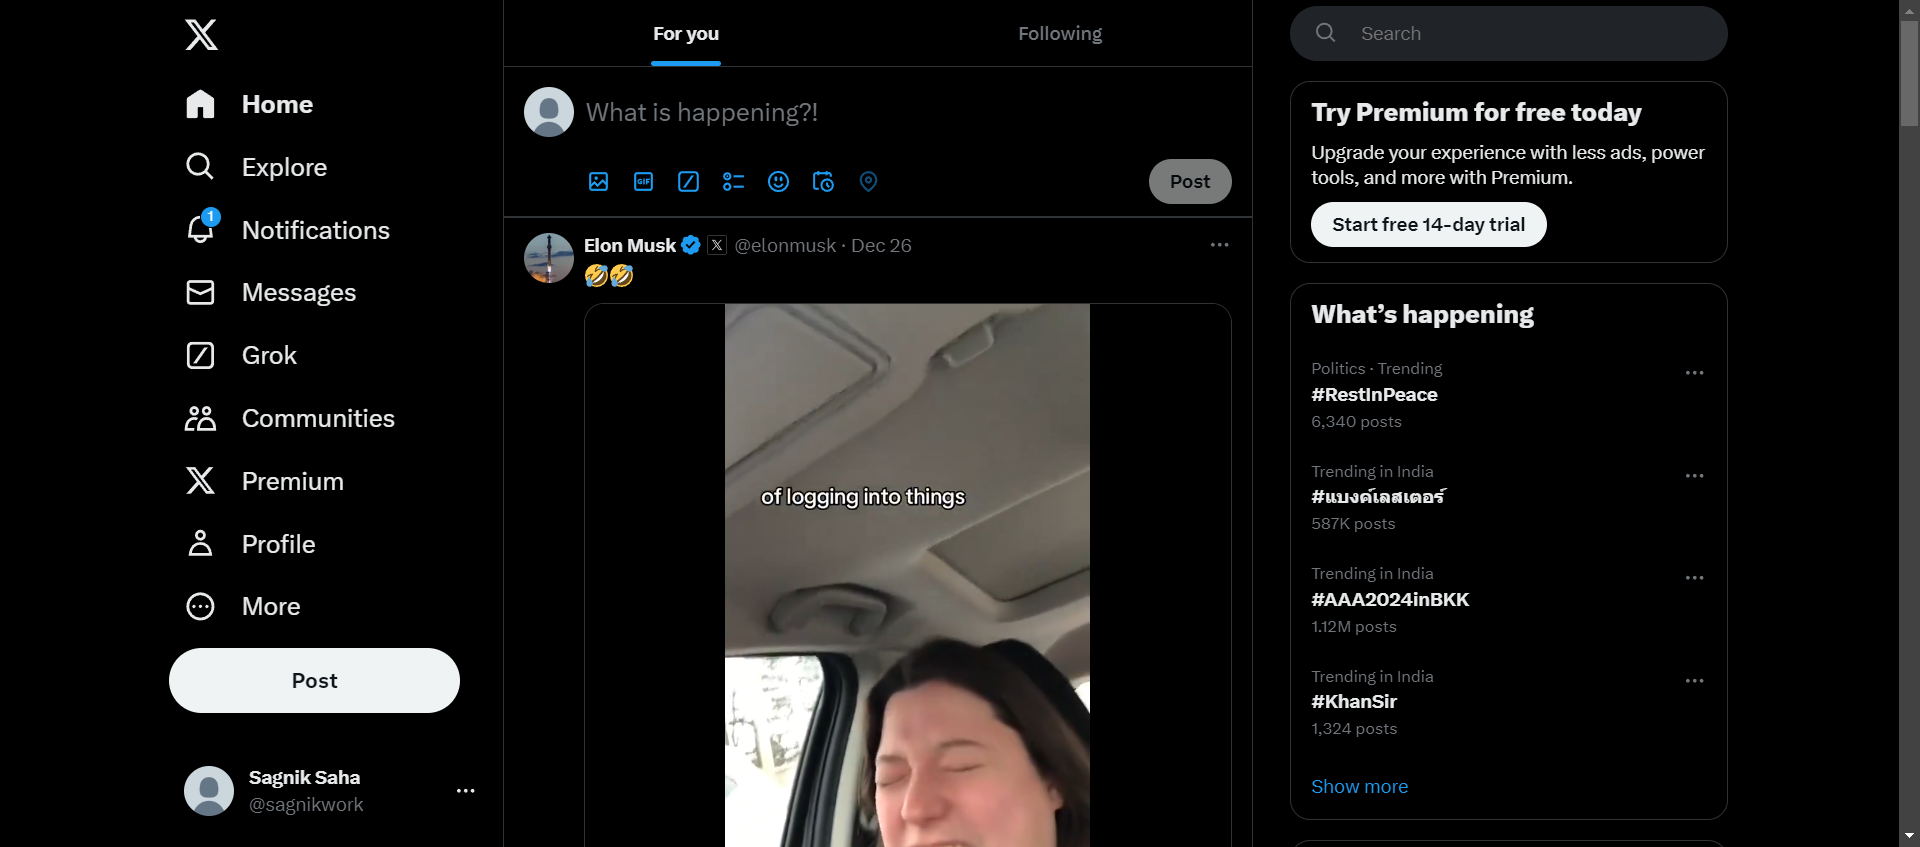 Home
Explore
1
Notifications
Messages
Grok
Communities
Premium
Profile
More
Post
Sagnik Saha
@sagnikwork
For you
Following
What is happening?!
GIF
Post
Elon Musk @elonmusk · Dec 26
🤣🤣
of logging into things
Search
Try Premium for free today
Upgrade your experience with less ads, power
tools, and more with Premium.
Start free 14-day trial
What’s happening
Politics · Trending
#RestInPeace
6,340 posts
Trending in India
#แบงค์เลสเตอร์
587K posts
Trending in India
#AAA2024inBKK
1.12M posts
Trending in India
#KhanSir
1,324 posts
Show more